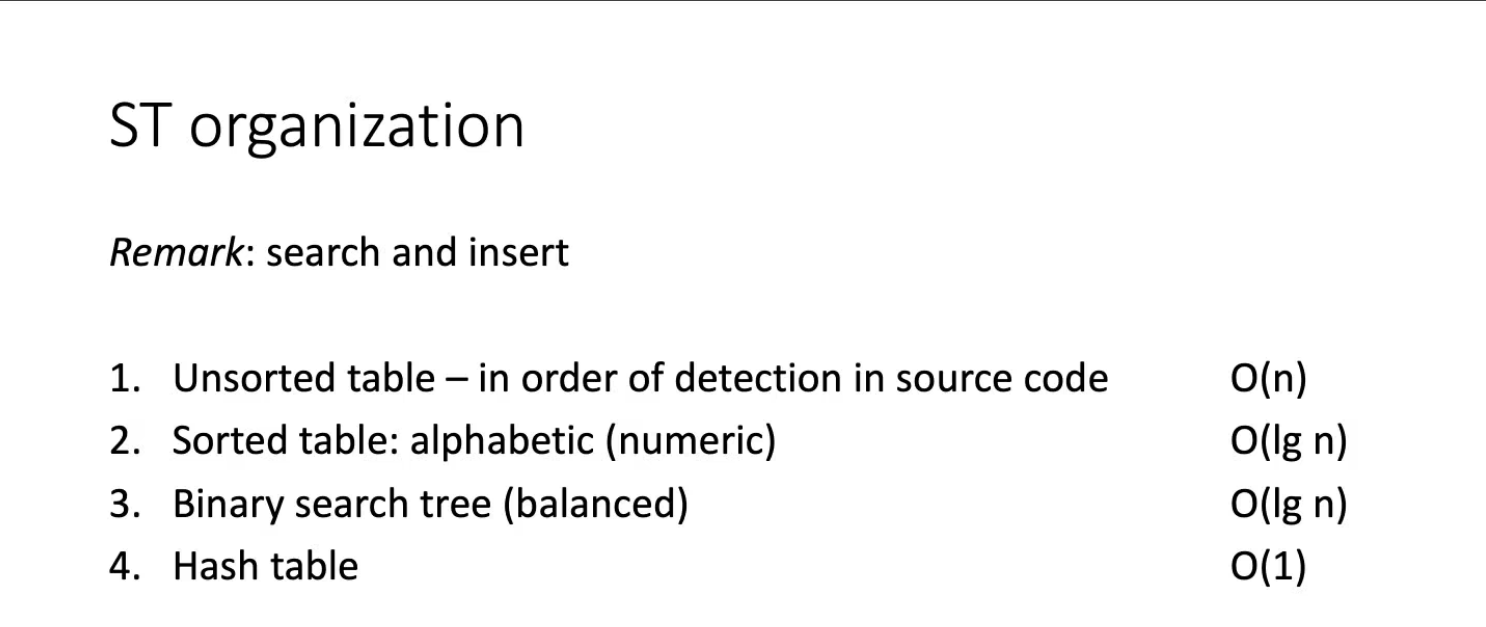 ST organization
Remark: search and insert
1. Unsorted table – in order of detection in source code O(n)
2. Sorted table: alphabetic (numeric) O(lg n)
3. Binary search tree (balanced) O(lg n)
4. Hash table O(1)